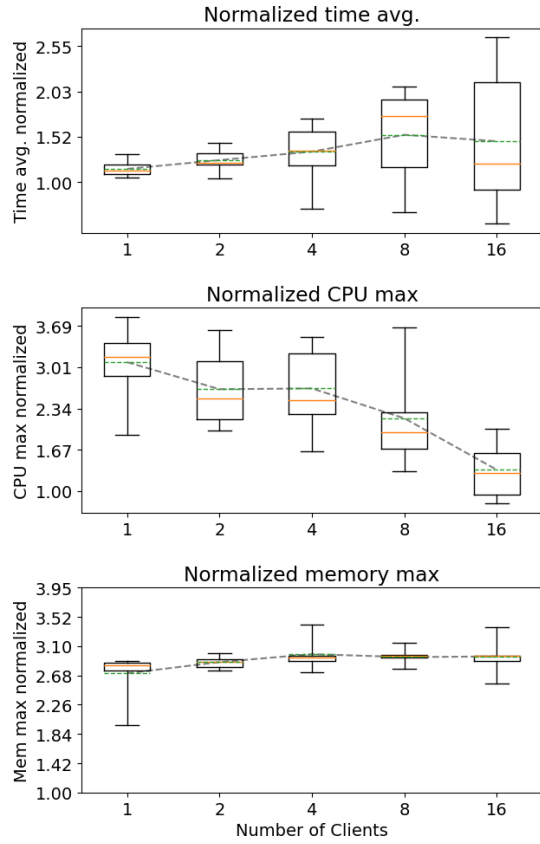 Normalized time avg.
Time avg. normalized
2.55
2.03
1.52
1.00
1 2 4 8 16
Normalized CPU max
CPU max normalized
3.69
3.01
2.34
1.67
1.00
1 2 4 8 16
Normalized memory max
Mem max normalized
3.95
3.52
3.10
2.68
2.26
1.84
1.42
1.00
1 2 4 8 16
Number of Clients